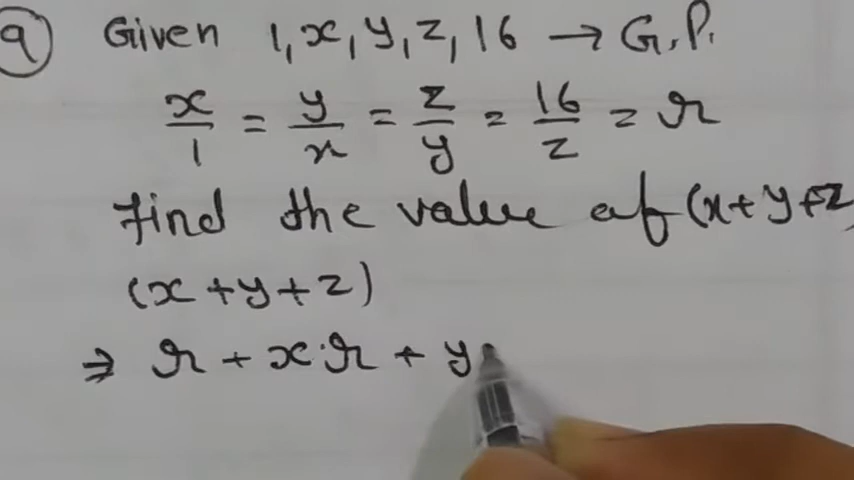 9 Given 1, x, y, z, 16 → G.P.
x/1 = y/x = z/y = 16/z = r
find the value of (x+y+z
(x+y+z)
⇒ r + x·r + y